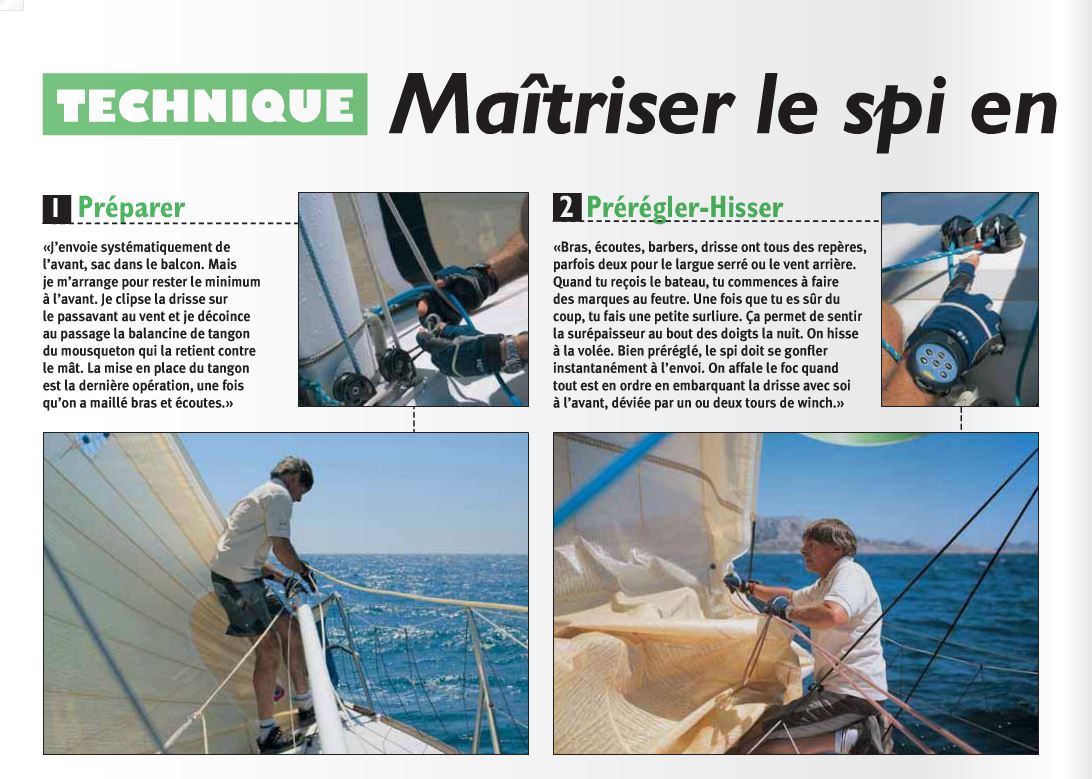 TECHNIQUE Maîtriser le spi en
1 Préparer
«J'envoie systématiquement de
l'avant, sac dans le balcon. Mais
je m'arrange pour rester le minimum
à l'avant. Je clipse la drisse sur
le passavant au vent et je décoince
au passage la balancine de tangon
du mousqueton qui la retient contre
le mât. La mise en place du tangon
est la dernière opération, une fois
qu'on a maillé bras et écoutes.»
2 Prérégler-Hisser
«Bras, écoutes, barbers, drisse ont tous des repères,
parfois deux pour le largue serré ou le vent arrière.
Quand tu reçois le bateau, tu commences à faire
des marques au feutre. Une fois que tu es sûr du
coup, tu fais une petite surliure. Ça permet de sentir
la surépaisseur au bout des doigts la nuit. On hisse
à la volée. Bien préréglé, le spi doit se gonfler
instantanément à l'envoi. On affale le foc quand
tout est en ordre en embarquant la drisse avec soi
à l'avant, déviée par un ou deux tours de winch.»